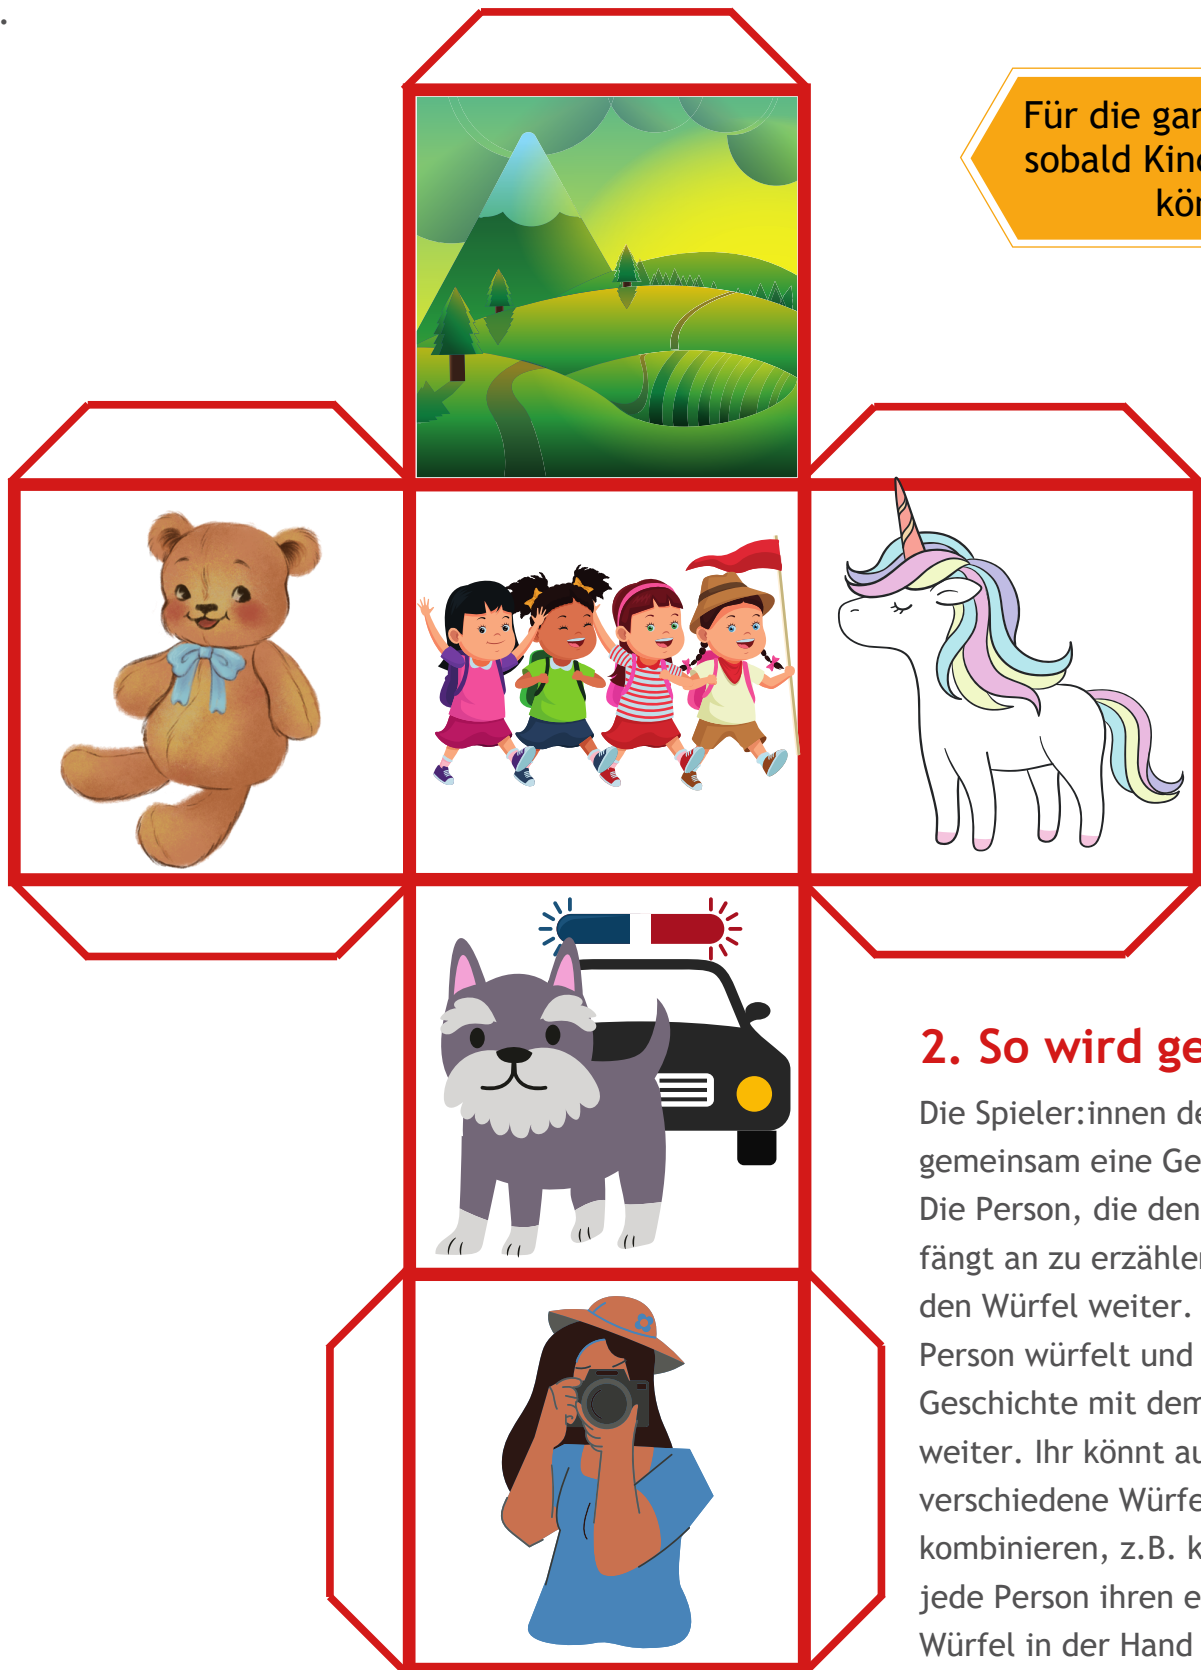 .
Für die gan
sobald Kind
kön
2. So wird ge
Die Spieler:innen de
gemeinsam eine Ge
Die Person, die den
fängt an zu erzählen
den Würfel weiter.
Person würfelt und
Geschichte mit dem
weiter. Ihr könnt au
verschiedene Würfe
kombinieren, z.B. k
jede Person ihren e
Würfel in der Hand